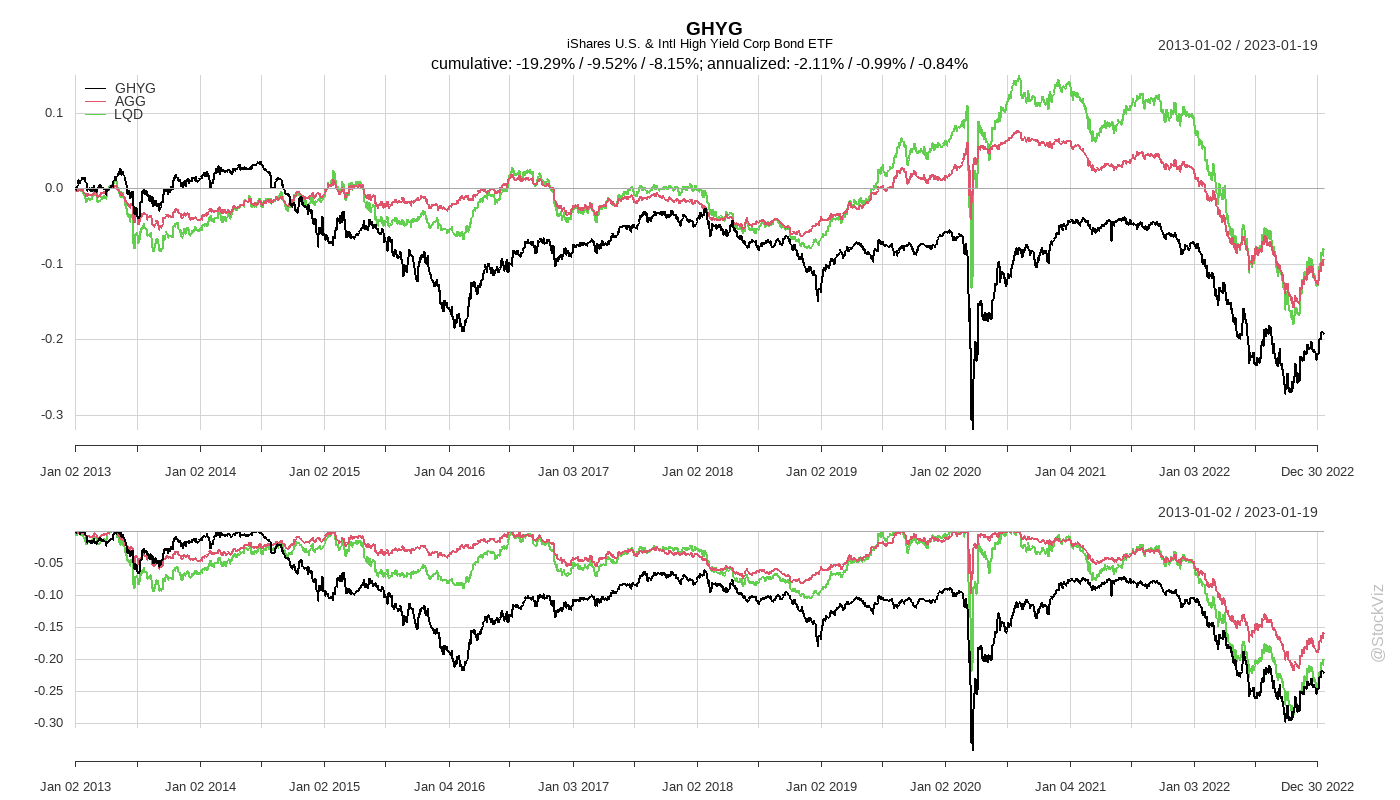 GHYG
iShares U.S. & Intl High Yield Corp Bond ETF
2013-01-02 / 2023-01-19
cumulative: -19.29% / -9.52% / -8.15%; annualized: -2.11% / -0.99% / -0.84%
GHYG
AGG
LQD
0.1
0.0
-0.1
-0.2
-0.3
Jan 02 2013 Jan 02 2014 Jan 02 2015 Jan 04 2016 Jan 03 2017 Jan 02 2018 Jan 02 2019 Jan 02 2020 Jan 04 2021 Jan 03 2022 Dec 30 2022
2013-01-02 / 2023-01-19
-0.05
-0.10
-0.15
-0.20
-0.25
-0.30
Jan 02 2013 Jan 02 2014 Jan 02 2015 Jan 04 2016 Jan 03 2017 Jan 02 2018 Jan 02 2019 Jan 02 2020 Jan 04 2021 Jan 03 2022 Dec 30 2022
@StockViz